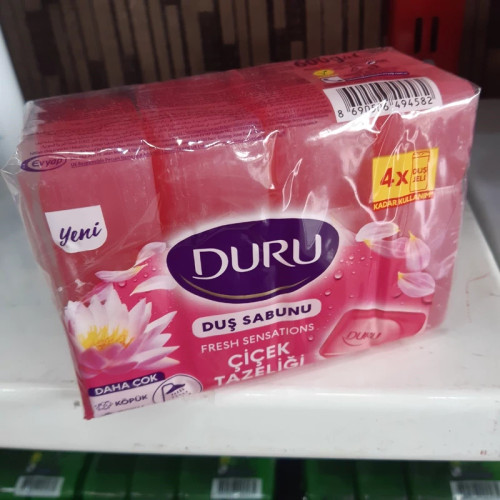 600g
8 690506 494582
Evyap
Yeni
4x DUŞ
JELİ
KADAR KULLANIM
DURU
DUŞ SABUNU
FRESH SENSATIONS
ÇİÇEK
TAZELİĞİ
DURU
DAHA ÇOK
KÖPÜK